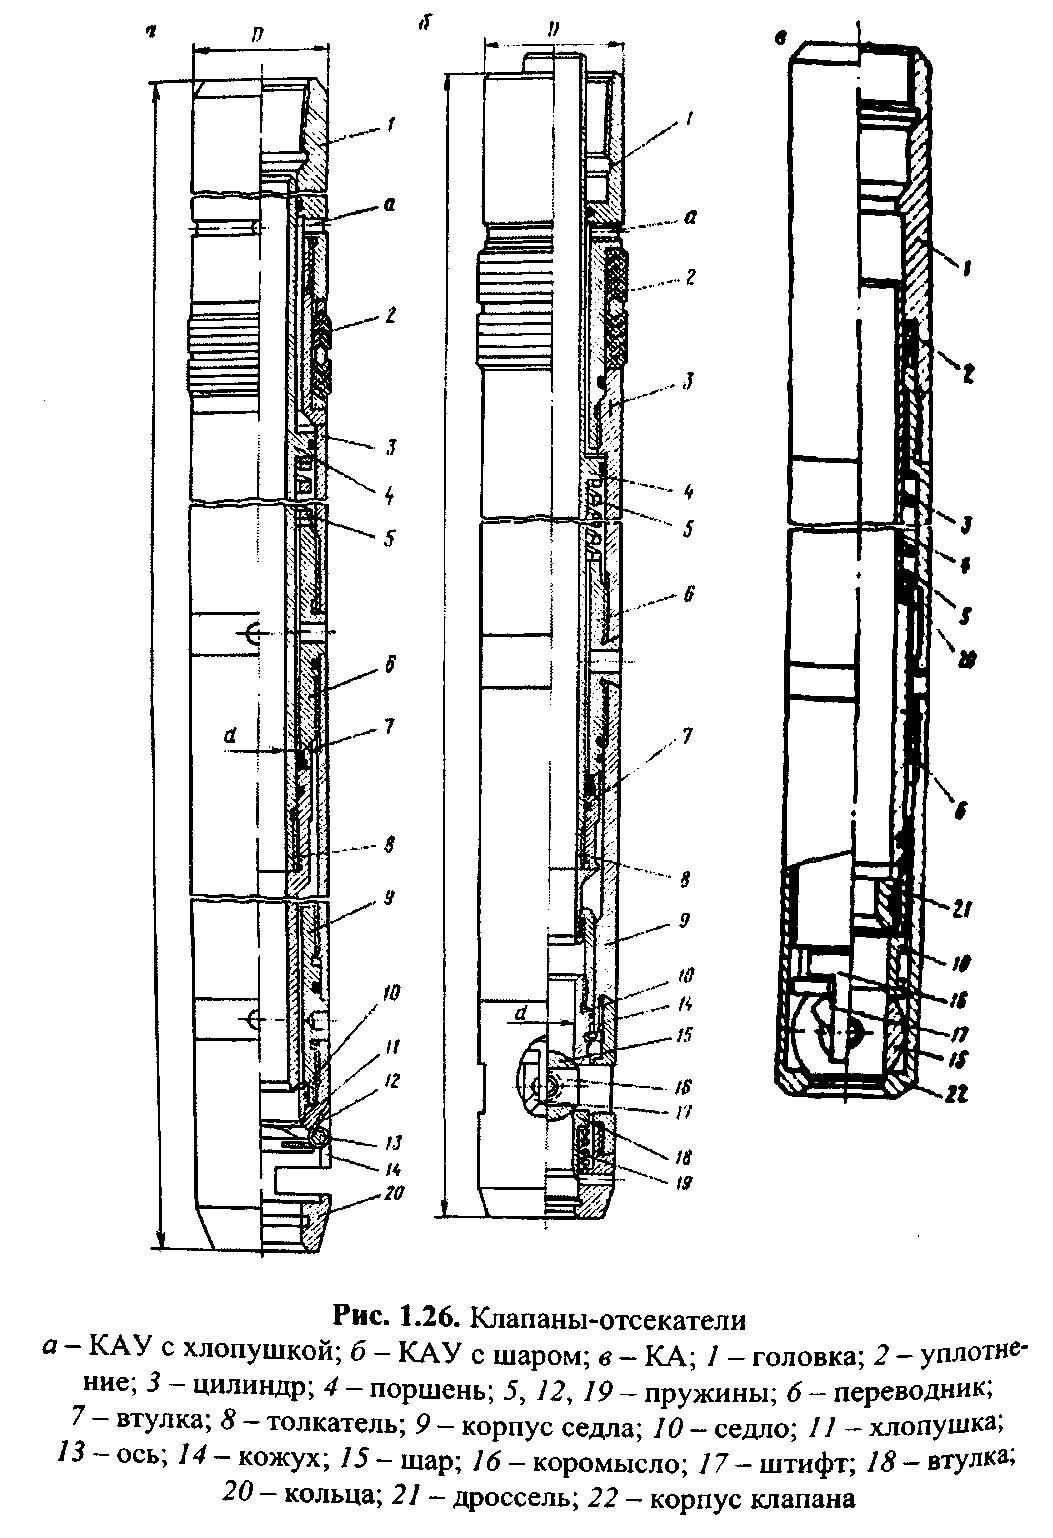 а
D
1
а
2
3
4
5
6
d
7
8
9
10
11
12
13
14
20
б
D
1
а
2
3
4
5
6
7
8
9
10
d
14
15
16
17
18
19
в
1
2
3
4
5
20
6
21
10
16
17
15
22
Рис. 1.26. Клапаны-отсекатели
а – КАУ с хлопушкой; б – КАУ с шаром; в – КА; 1 – головка; 2 – уплотне-
ние; 3 – цилиндр; 4 – поршень; 5, 12, 19 – пружины; 6 – переводник;
7 – втулка; 8 – толкатель; 9 – корпус седла; 10 – седло; 11 – хлопушка;
13 – ось; 14 – кожух; 15 – шар; 16 – коромысло; 17 – штифт; 18 – втулка;
20 – кольца; 21 – дроссель; 22 – корпус клапана